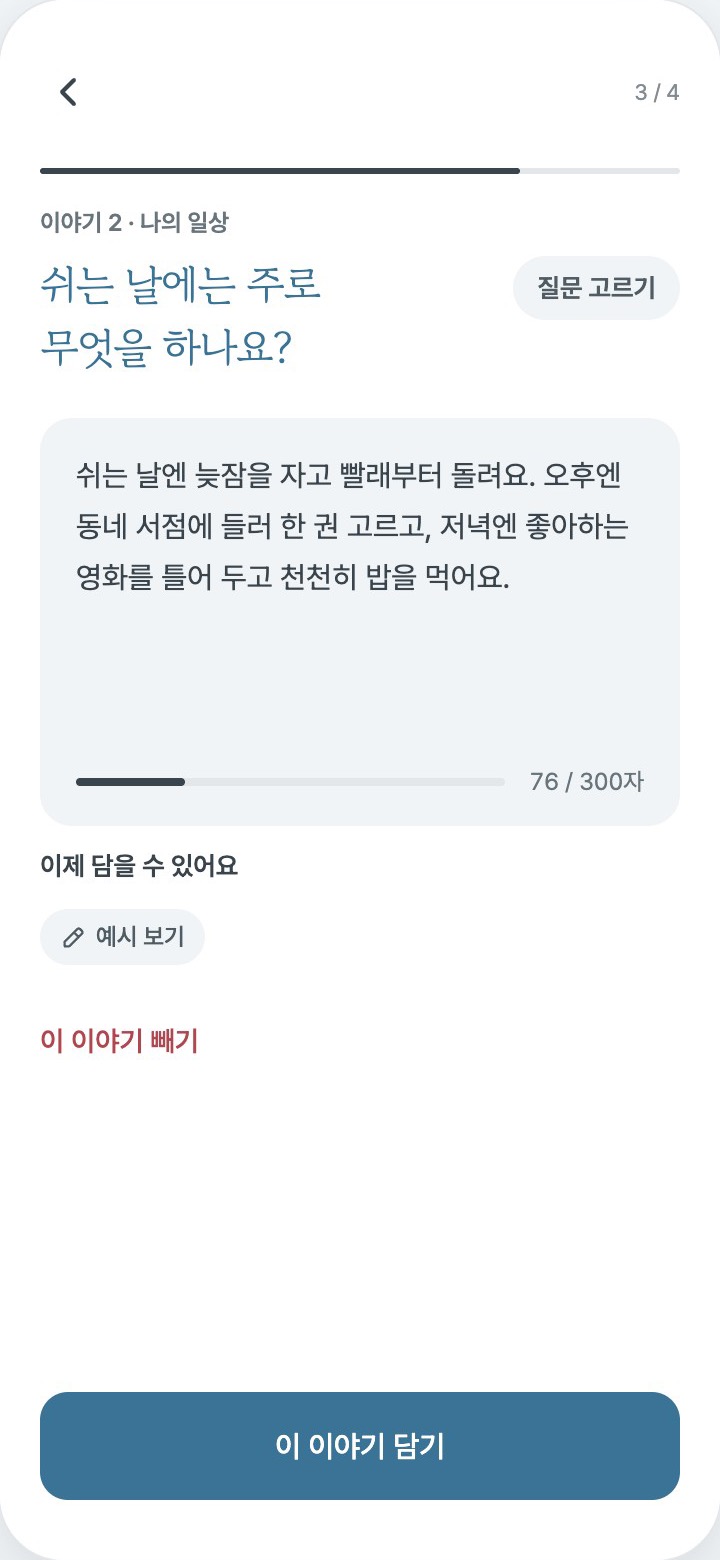 3 / 4
이야기 2 · 나의 일상
쉬는 날에는 주로
무엇을 하나요?
질문 고르기
쉬는 날엔 늦잠을 자고 빨래부터 돌려요. 오후엔
동네 서점에 들러 한 권 고르고, 저녁엔 좋아하는
영화를 틀어 두고 천천히 밥을 먹어요.
76 / 300자
이제 담을 수 있어요
예시 보기
이 이야기 빼기
이 이야기 담기